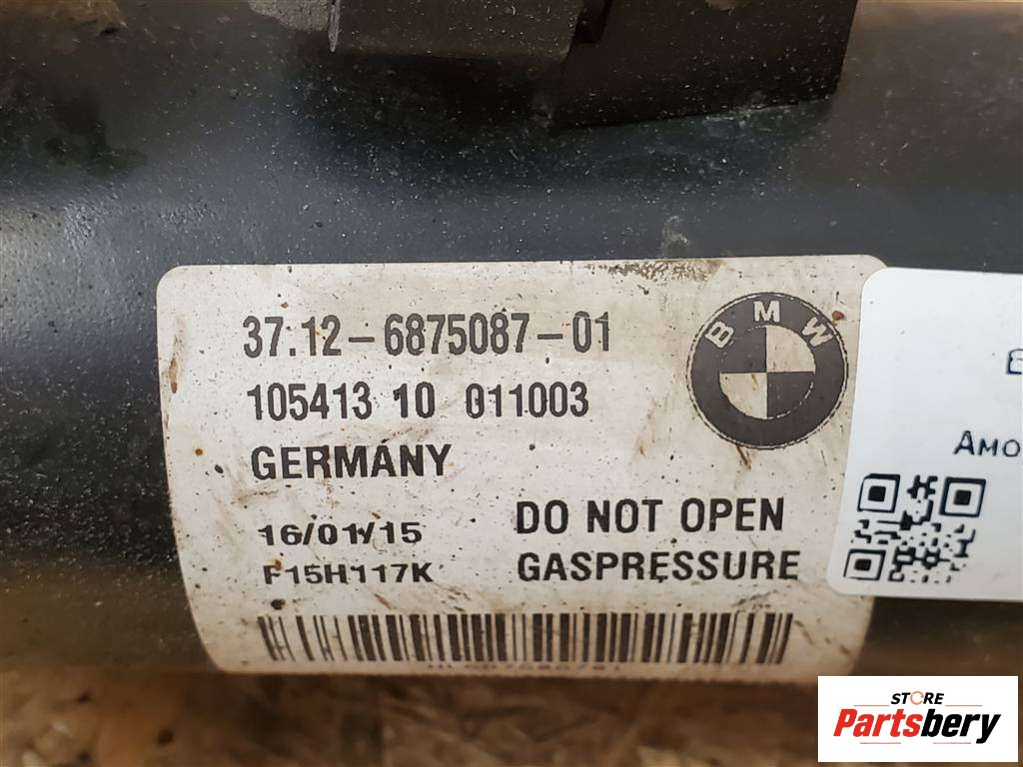 37.12-6875087-01
105413 10 011003
GERMANY
16/01/15
F15H117K
DO NOT OPEN
GASPRESSURE
BMW
AMO
STORE
Partsbery